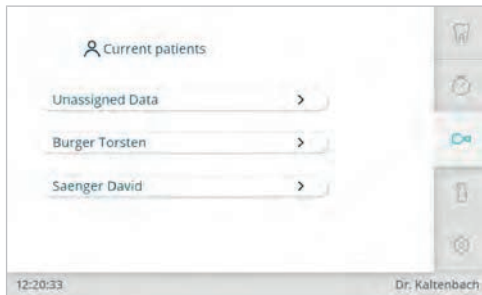 Current patients
Unassigned Data
Burger Torsten
Saenger David
12:20:33 Dr. Kaltenbach